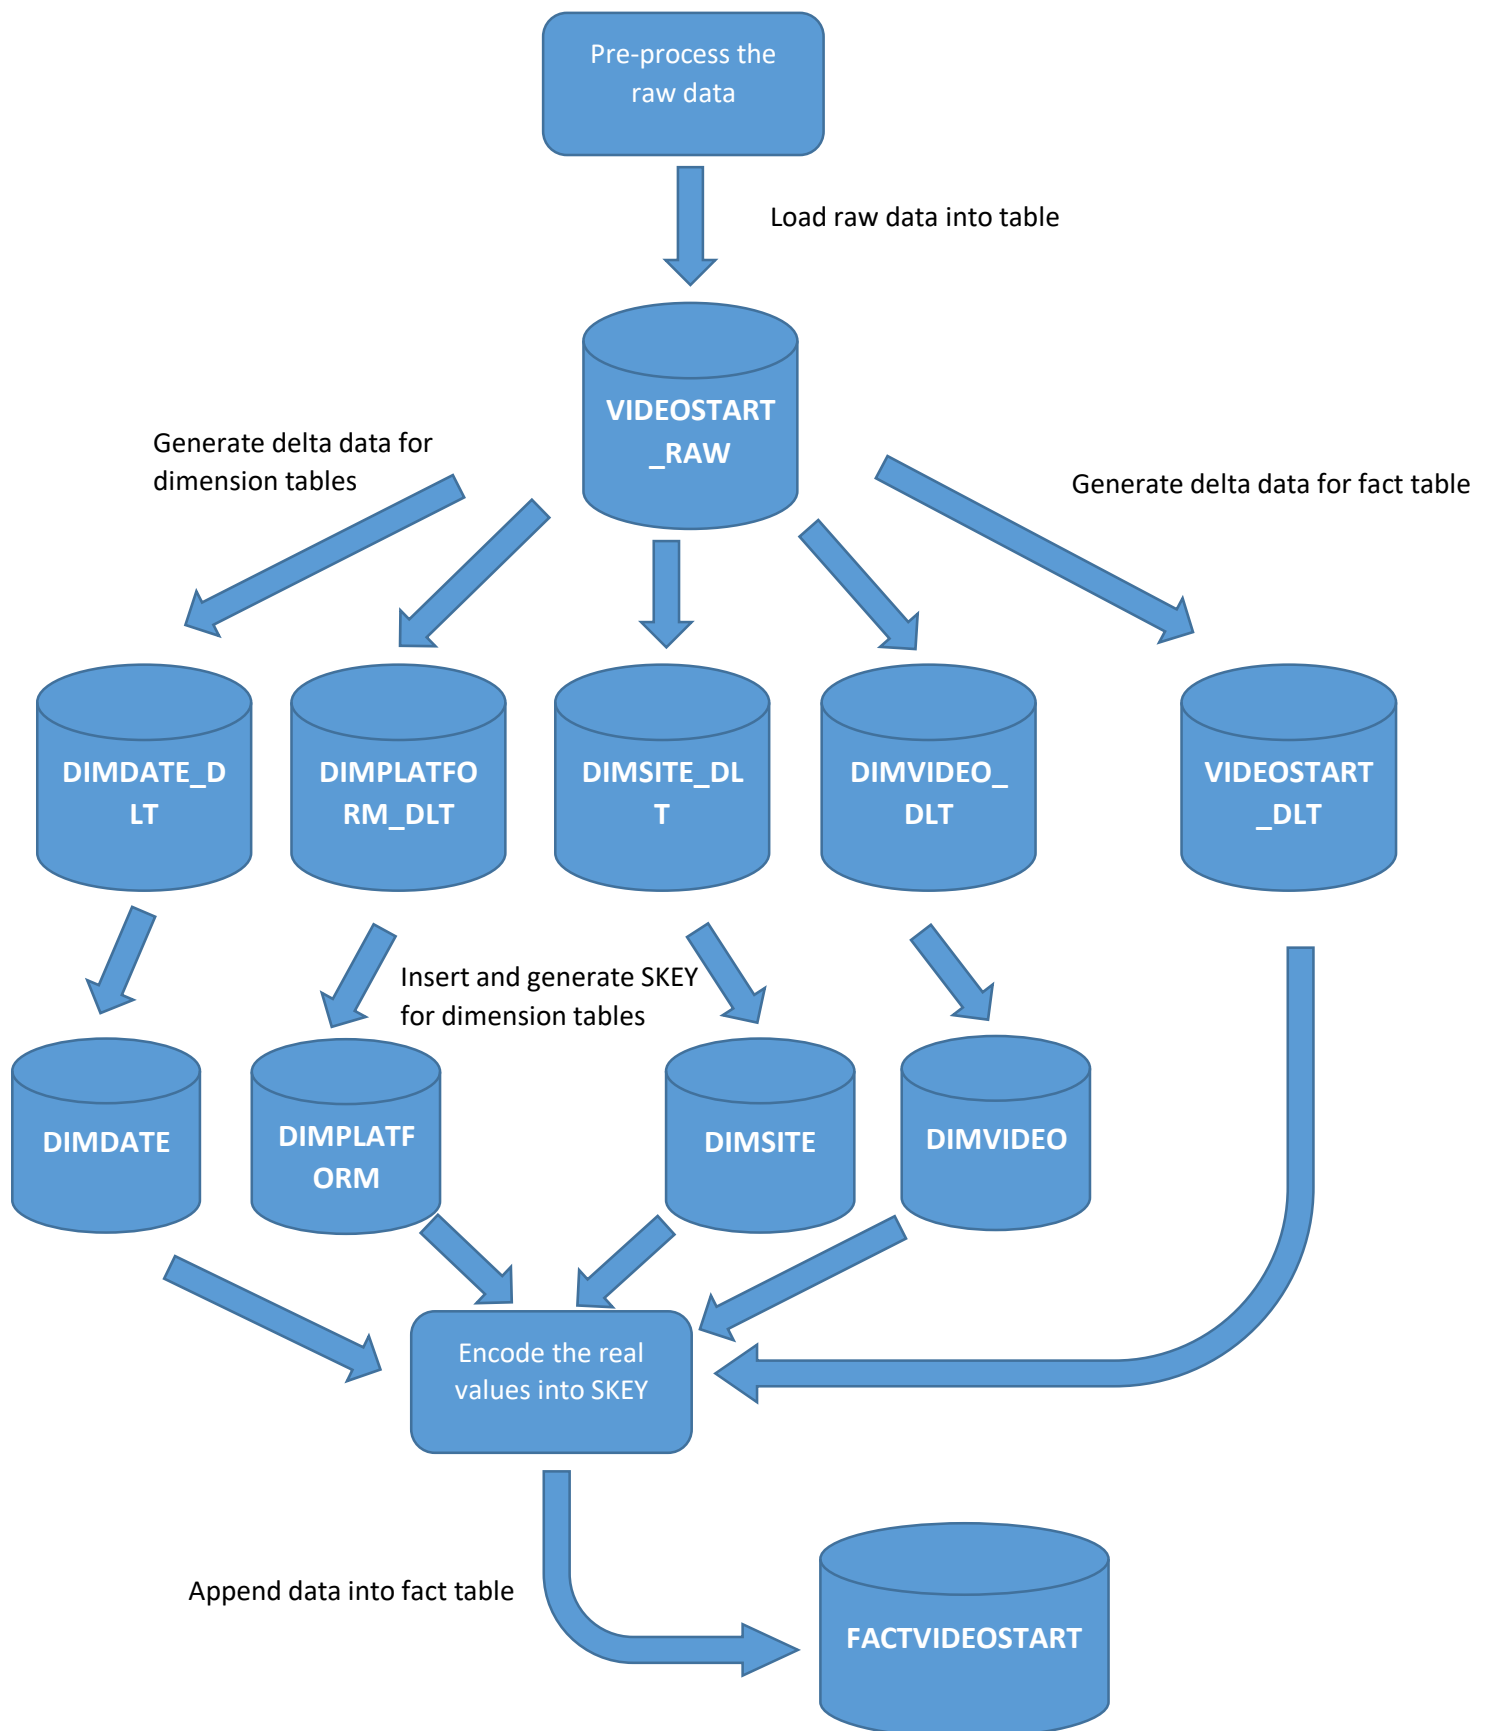 Pre-process the
raw data
Load raw data into table
VIDEOSTART
_RAW
Generate delta data for
dimension tables
Generate delta data for fact table
DIMDATE_D
LT
DIMPLATFO
RM_DLT
DIMSITE_DL
T
DIMVIDEO_
DLT
VIDEOSTART
_DLT
Insert and generate SKEY
for dimension tables
DIMDATE
DIMPLATF
ORM
DIMSITE
DIMVIDEO
Encode the real
values into SKEY
Append data into fact table
FACTVIDEOSTART